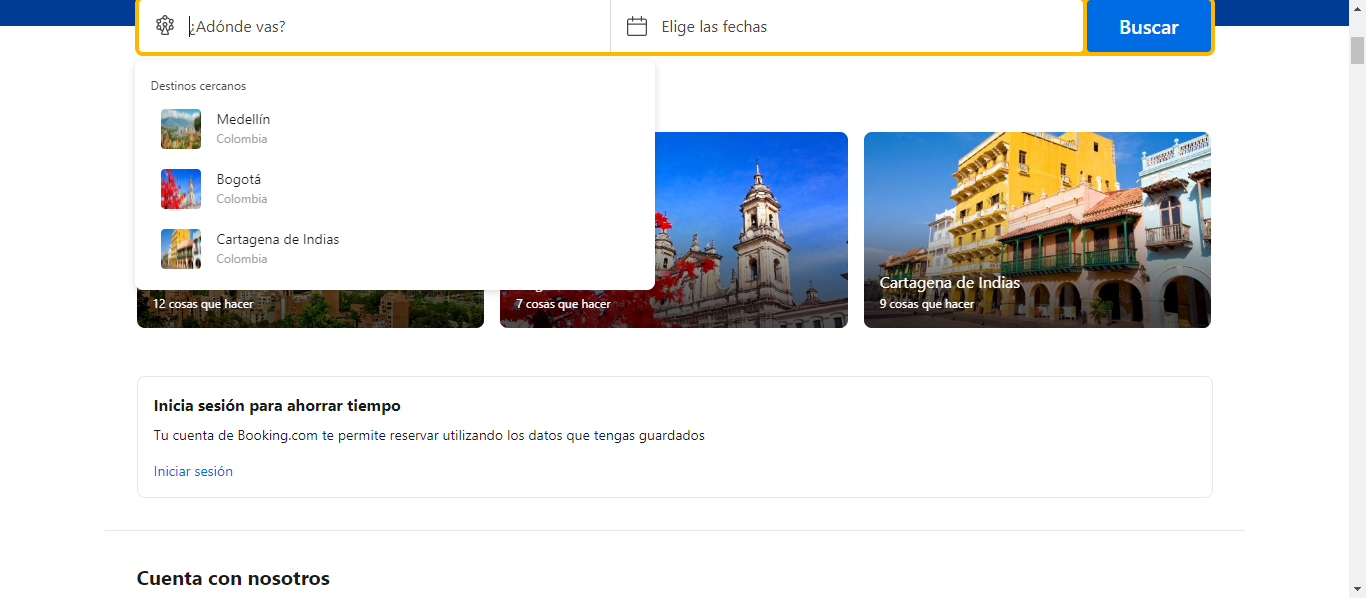 ¿Adónde vas?
Elige las fechas
Buscar
Destinos cercanos
Medellín
Colombia
Bogotá
Colombia
Cartagena de Indias
Colombia
12 cosas que hacer
7 cosas que hacer
Cartagena de Indias
9 cosas que hacer
Inicia sesión para ahorrar tiempo
Tu cuenta de Booking.com te permite reservar utilizando los datos que tengas guardados
Iniciar sesión
Cuenta con nosotros